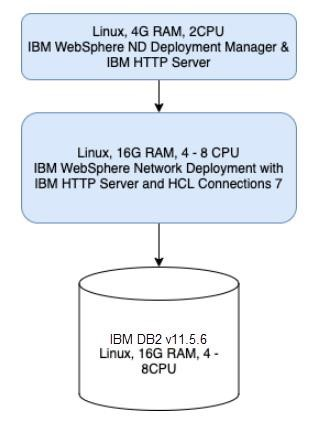 Linux, 4G RAM, 2CPU
IBM WebSphere ND Deployment Manager &
IBM HTTP Server
Linux, 16G RAM, 4 - 8 CPU
IBM WebSphere Network Deployment with
IBM HTTP Server and HCL Connections 7
IBM DB2 v11.5.6
Linux, 16G RAM, 4 -
8CPU